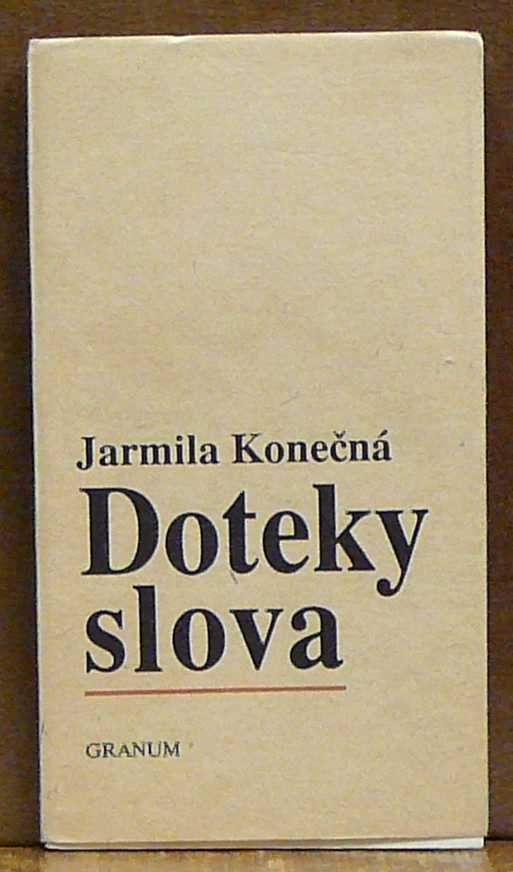 Jarmila Konečná
Doteky
slova
GRANUM